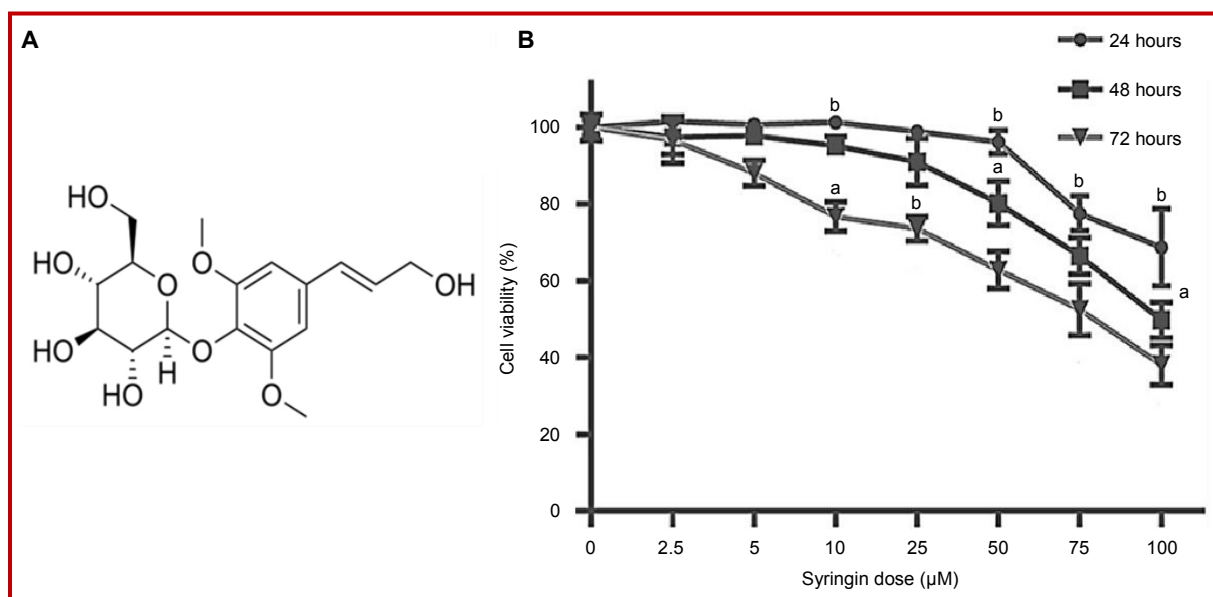 A
HO
O
HO
O
OH
HO
O
H
HO
O
B
24 hours
48 hours
72 hours
b
b
a
b
b
a
b
a
100
80
60
40
20
0
Cell viability (%)
0 2.5 5 10 25 50 75 100
Syringin dose (µM)